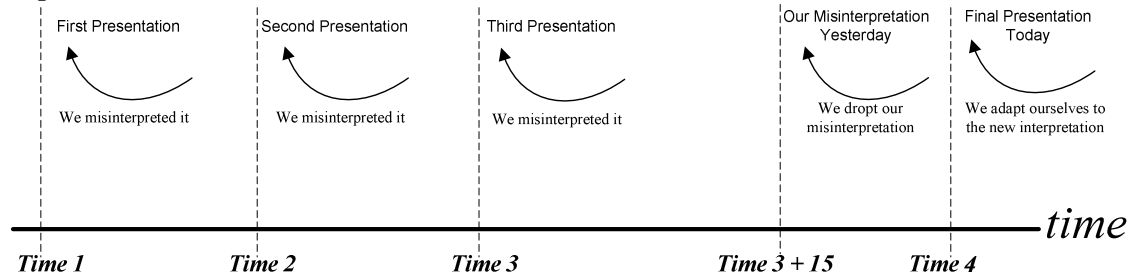 First Presentation
We misinterpreted it
Second Presentation
We misinterpreted it
Third Presentation
We misinterpreted it
Our Misinterpretation
Yesterday
We dropt our
misinterpretation
Final Presentation
Today
We adapt ourselves to
the new interpretation
time
Time 1
Time 2
Time 3
Time 3 + 15
Time 4